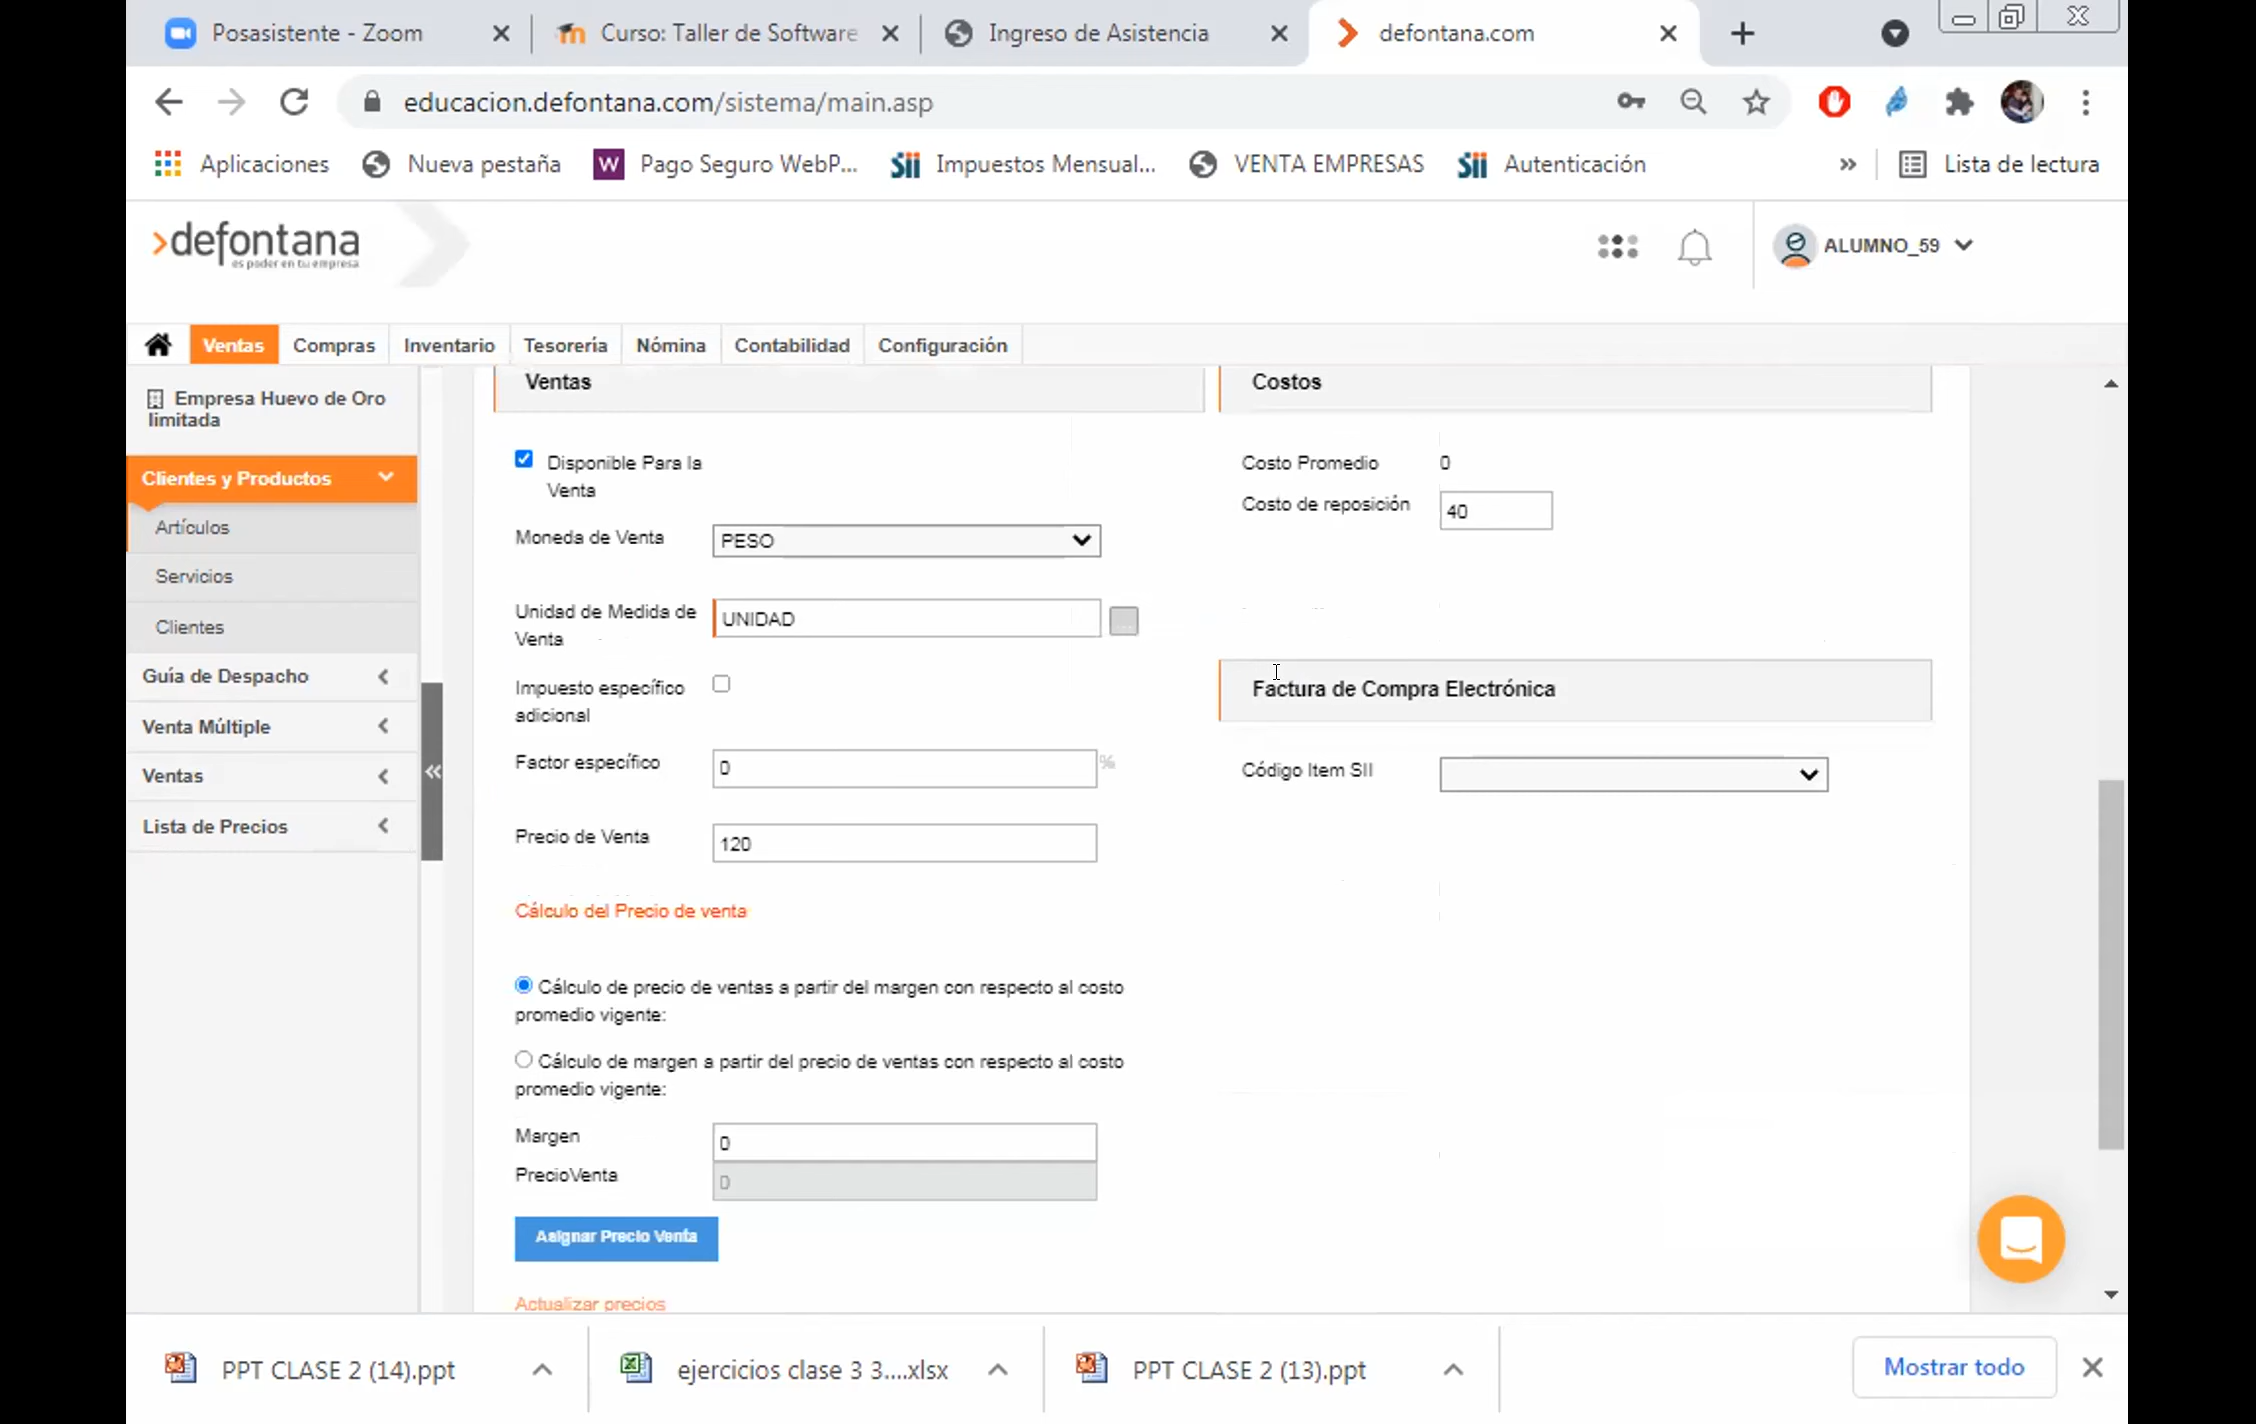 Posasistente - Zoom
Curso: Taller de Software
Ingreso de Asistencia
defontana.com
educacion.defontana.com/sistema/main.asp
Aplicaciones
Nueva pestaña
W
Pago Seguro WebP...
Sii
Impuestos Mensual...
VENTA EMPRESAS
Sii
Autenticación
»
Lista de lectura
defontana
es poder en tu empresa
ALUMNO_59
Ventas
Compras
Inventario
Tesorería
Nómina
Contabilidad
Configuración
Empresa Huevo de Oro
limitada
Clientes y Productos
Artículos
Servicios
Clientes
Guía de Despacho
Venta Múltiple
Ventas
Lista de Precios
Ventas
Disponible Para la
Venta
Moneda de Venta
PESO
Unidad de Medida de
Venta
UNIDAD
Impuesto específico
adicional
Factor específico
0
%
Precio de Venta
120
Cálculo del Precio de venta
Cálculo de precio de ventas a partir del margen con respecto al costo
promedio vigente:
Cálculo de margen a partir del precio de ventas con respecto al costo
promedio vigente:
Margen
0
PrecioVenta
0
Asignar Precio Venta
Actualizar precios
Costos
Costo Promedio
0
Costo de reposición
40
Factura de Compra Electrónica
Código Item SII
PPT CLASE 2 (14).ppt
ejercicios clase 3 3....xlsx
PPT CLASE 2 (13).ppt
Mostrar todo